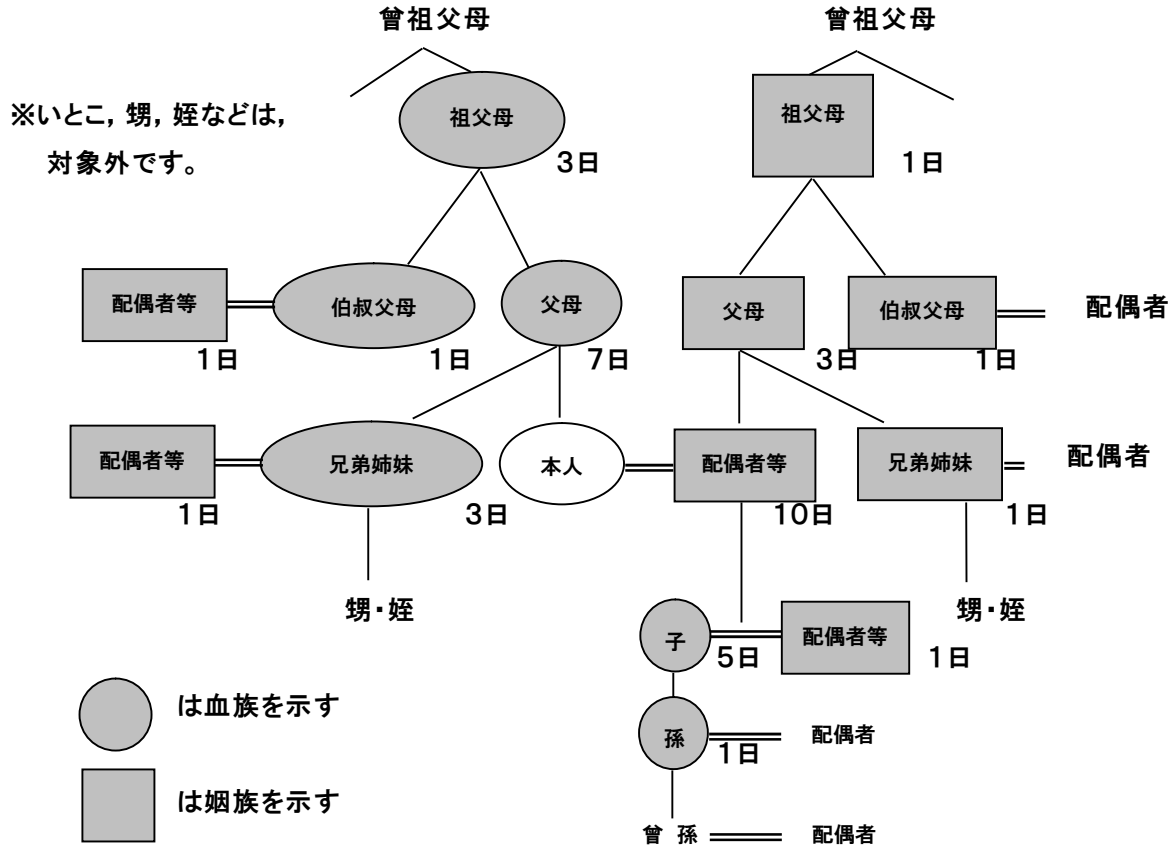 曾祖父母
曾祖父母
※いとこ, 甥, 姪などは,
対象外です。
祖父母
3日
祖父母
1日
配偶者等
1日
伯叔父母
1日
父母
7日
父母
3日
伯叔父母
1日
配偶者
配偶者等
1日
兄弟姉妹
3日
本人
配偶者等
10日
兄弟姉妹
1日
配偶者
甥・姪
甥・姪
子
5日
配偶者等
1日
は血族を示す
孫
1日
配偶者
は姻族を示す
曾 孫
配偶者